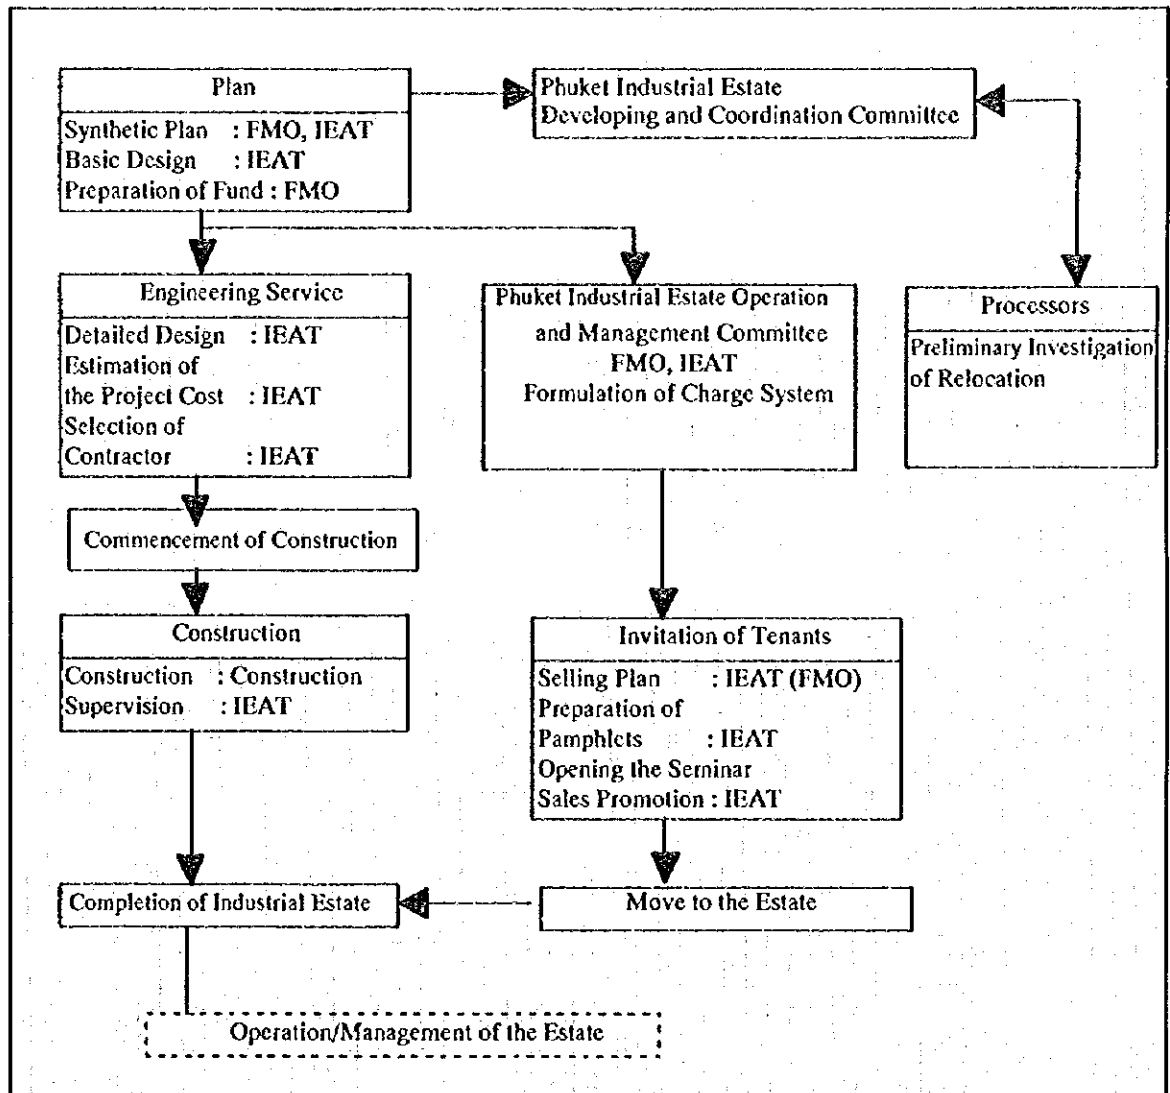 Plan
Synthetic Plan : FMO, IEAT
Basic Design : IEAT
Preparation of Fund : FMO
Phuket Industrial Estate
Developing and Coordination Committee
Engineering Service
Detailed Design : IEAT
Estimation of
the Project Cost : IEAT
Selection of
Contractor : IEAT
Phuket Industrial Estate Operation
and Management Committee
FMO, IEAT
Formulation of Charge System
Processors
Preliminary Investigation
of Relocation
Commencement of Construction
Construction
Construction : Construction
Supervision : IEAT
Invitation of Tenants
Selling Plan : IEAT (FMO)
Preparation of
Pamphlets : IEAT
Opening the Seminar
Sales Promotion : IEAT
Completion of Industrial Estate
Move to the Estate
Operation/Management of the Estate